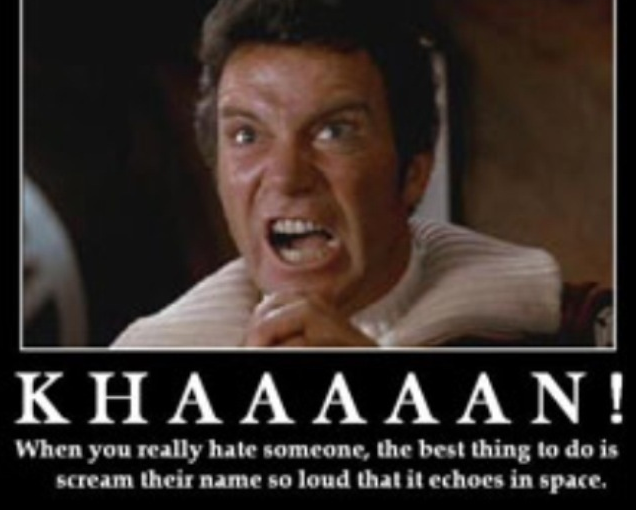 KHAAAAAN!
When you really hate someone, the best thing to do is
scream their name so loud that it echoes in space.